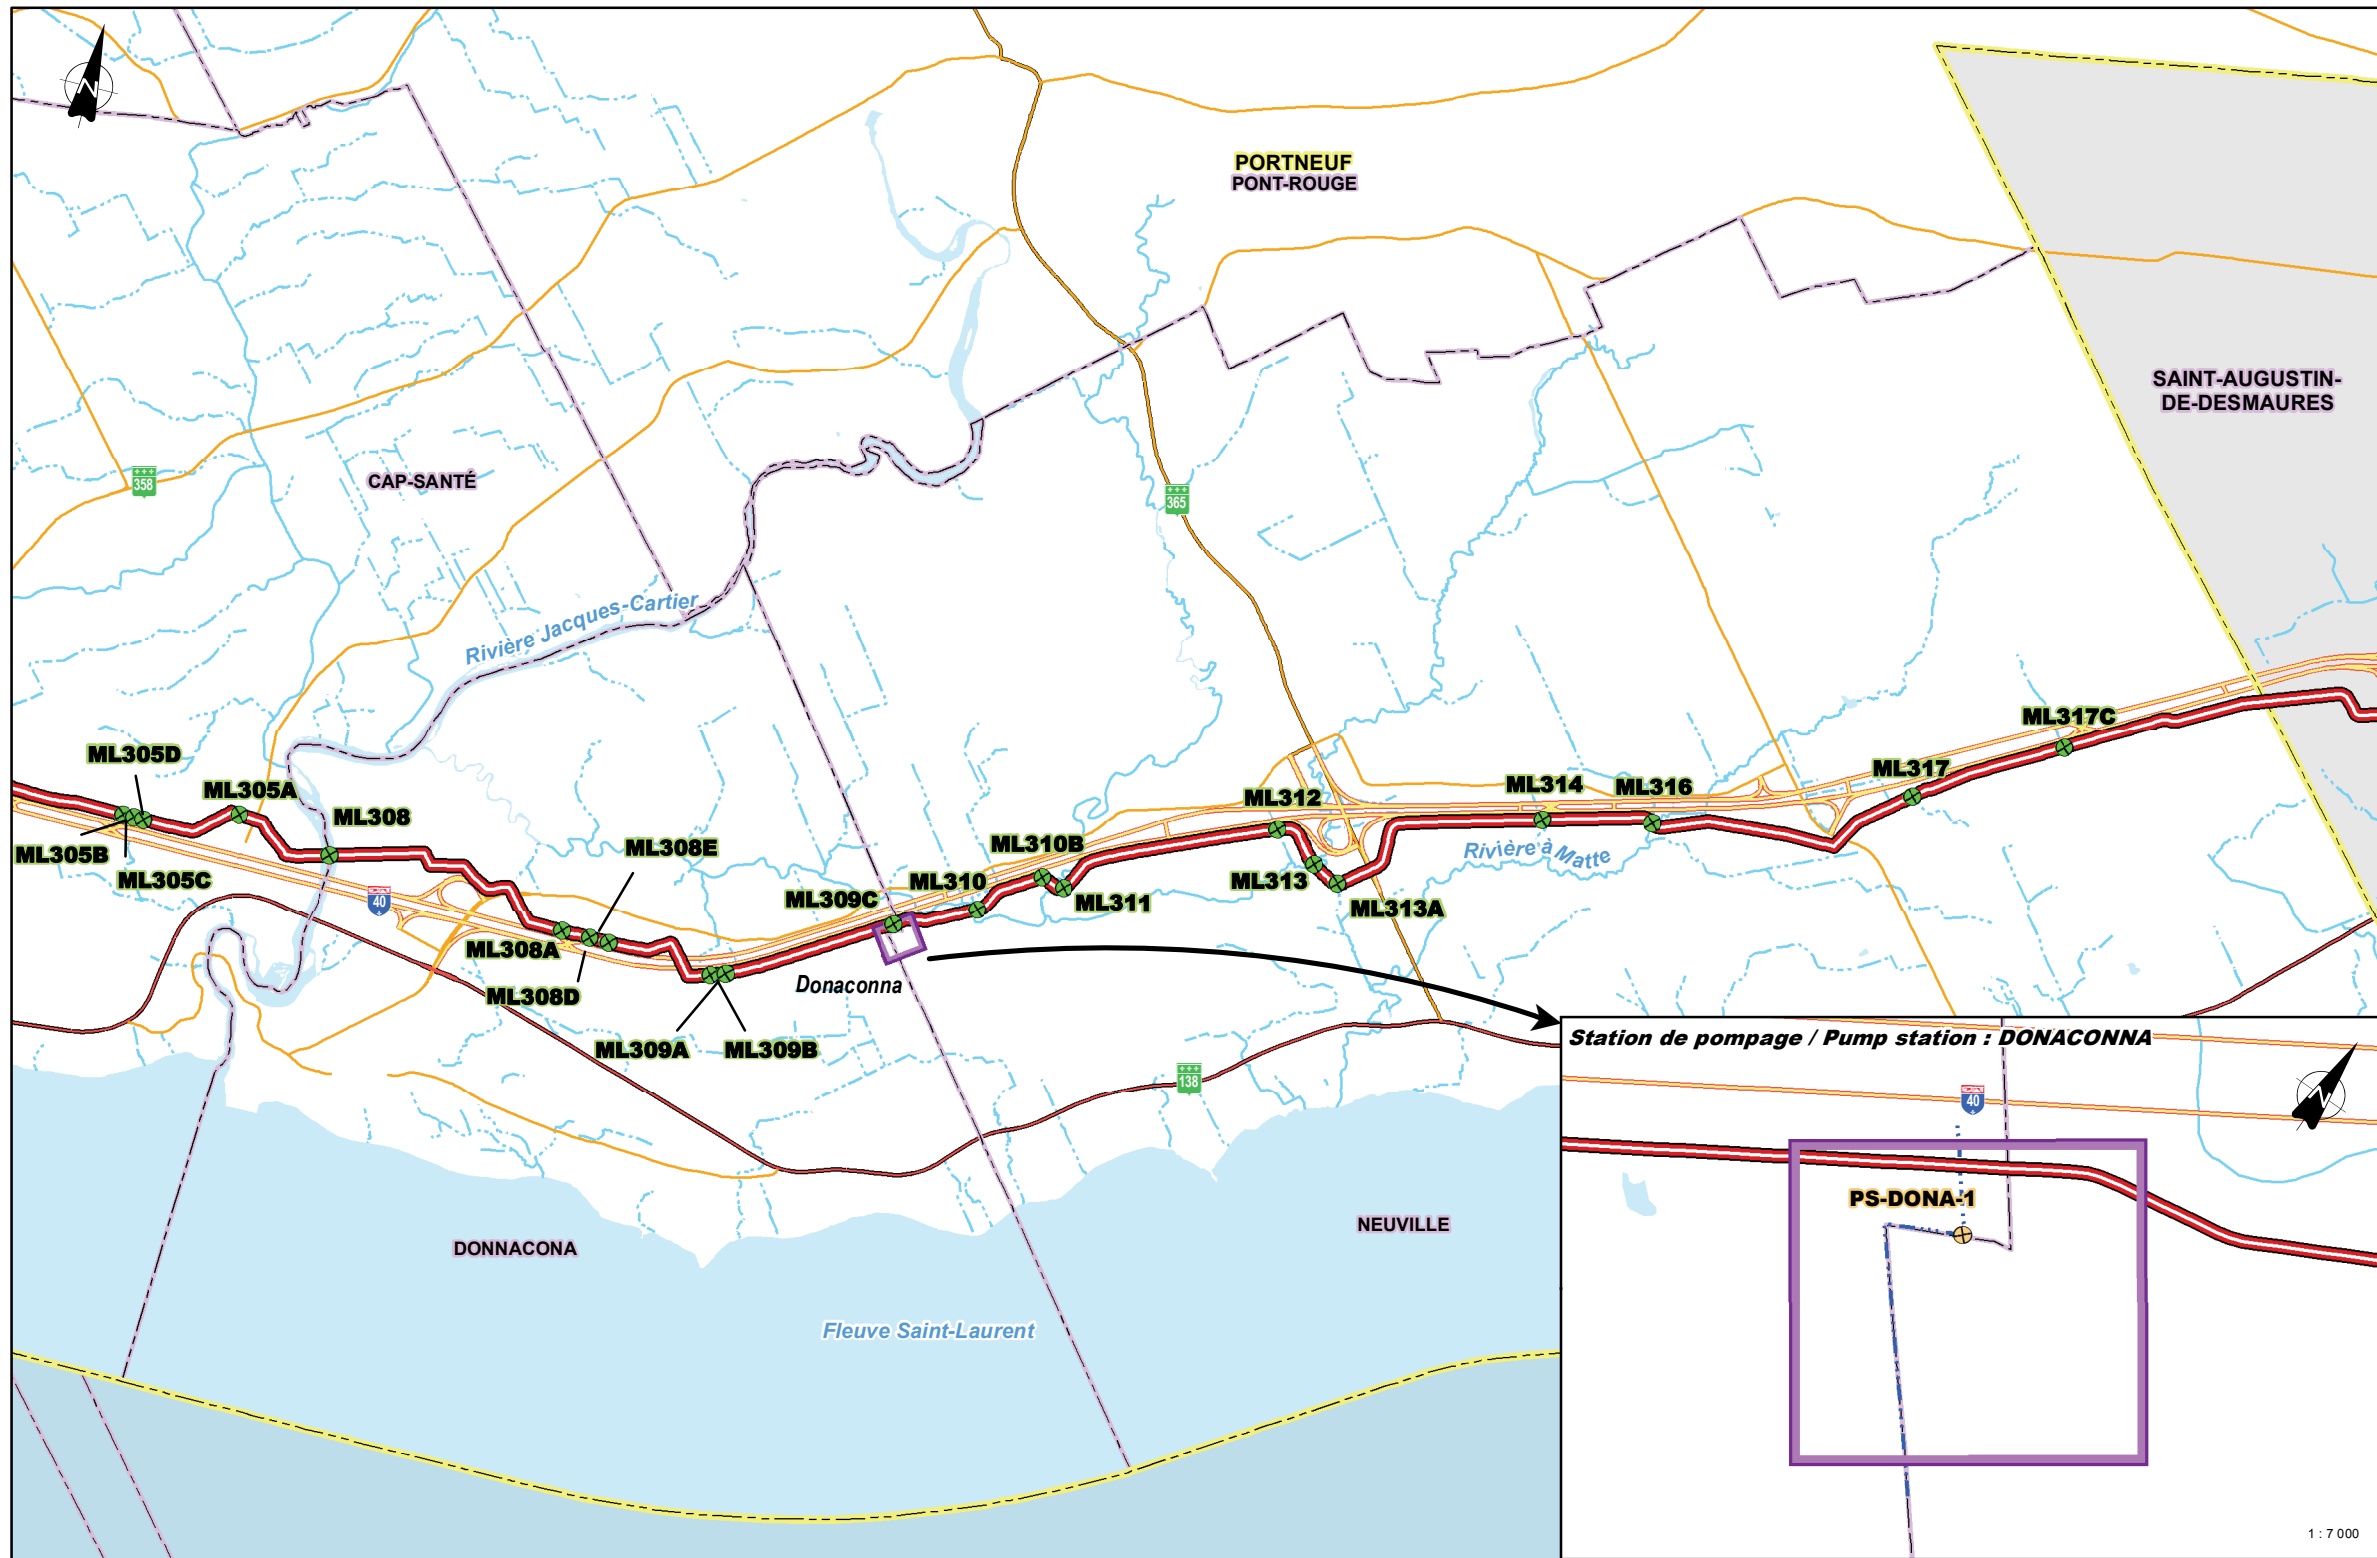 N
PORTNEUF
PONT-ROUGE
SAINT-AUGUSTIN-
DE-DESMAURES
CAP-SANTÉ
358
365
Rivière Jacques-Cartier
ML317C
ML305D
ML305A
ML308
ML312
ML314
ML316
ML317
ML305B
ML305C
ML308E
ML310B
Rivière à Matte
40
ML309C
ML310
ML311
ML313
ML313A
ML308A
ML308D
Donaconna
ML309A
ML309B
138
DONNACONA
NEUVILLE
Fleuve Saint-Laurent
Station de pompage / Pump station : DONACONNA
40
N
PS-DONA-1
1 : 7 000